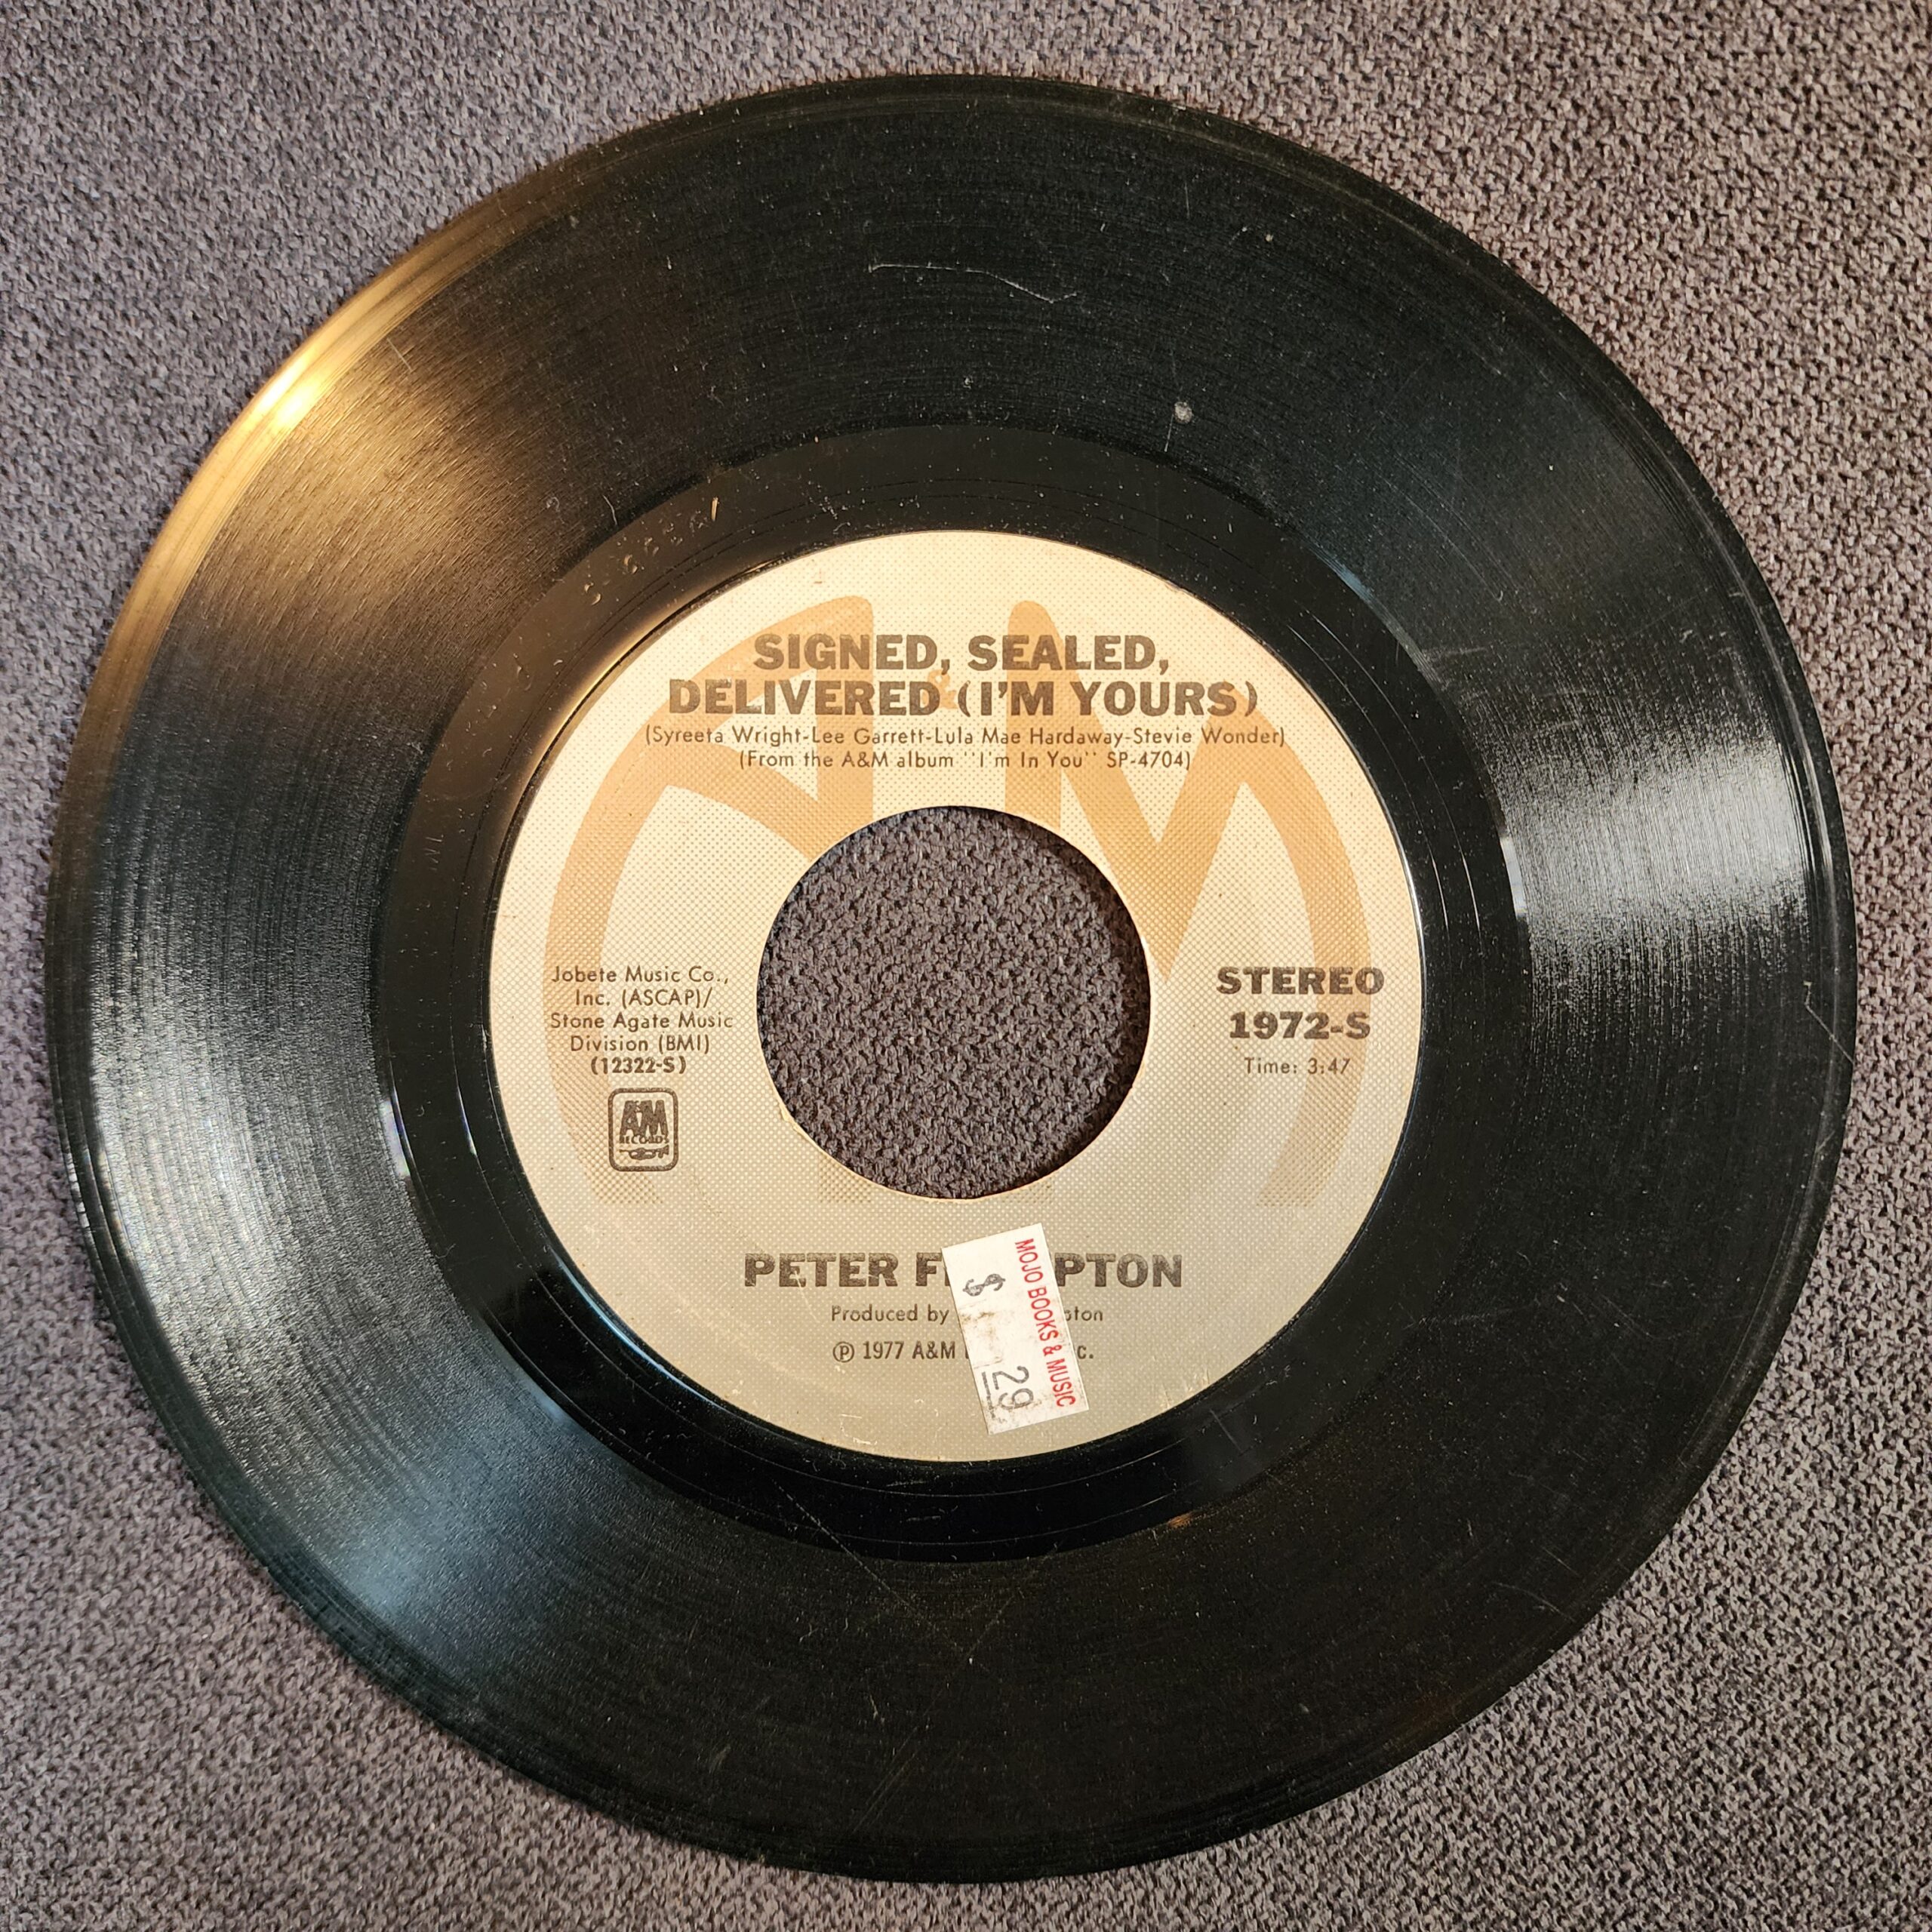 SIGNED, SEALED,
DELIVERED (I'M YOURS)
(Syreeta Wright-Lee Garrett-Lula Mae Hardaway-Stevie Wonder)
(From the A&M album "I'm In You" SP-4704)
Jobete Music Co.,
Inc. (ASCAP)/
Stone Agate Music
Division (BMI)
(12322-S)
A&M
RECORDS
STEREO
1972-S
Time: 3:47
PETER
Produced by
℗ 1977 A&M
MOJO BOOKS & MUSIC
$ 29